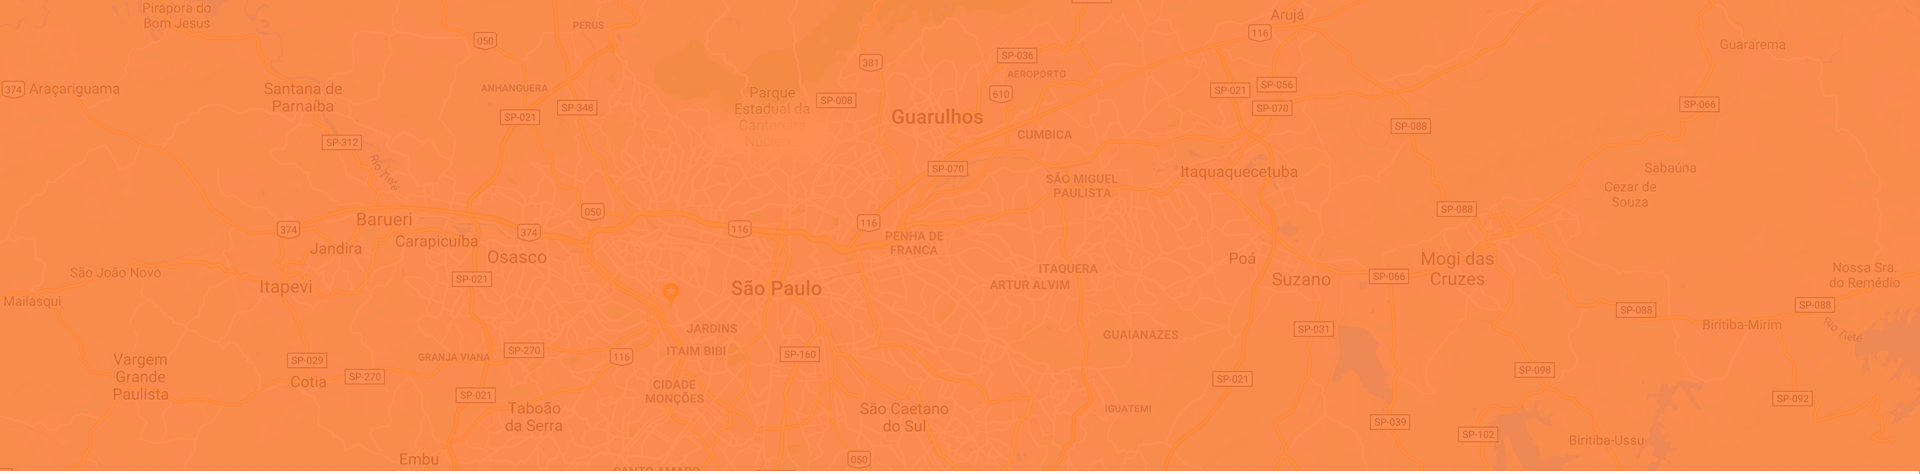 Pirapora do
Bom Jesus
PERUS
Arujá
050
116
Guararema
SP-036
381
AEROPORTO
374
Araçariguama
Santana de
Parnaíba
ANHANGUERA
SP-021
SP-056
Parque
Estadual da
SP-008
610
SP-348
SP-070
SP-066
SP-021
Guarulhos
SP-088
CUMBICA
SP-312
Rio Tietê
SP-070
Itaquaquecetuba
Sabaúna
SÃO MIGUEL
PAULISTA
Cezar de
Souza
SP-088
050
Barueri
116
374
116
374
Carapicuíba
Jandira
PENHA DE
FRANÇA
Osasco
Poá
Mogi das
Cruzes
São João Novo
ITAQUERA
SP-021
SP-066
Suzano
Nossa Sra.
do Remédio
Itapevi
São Paulo
ARTUR ALVIM
Mailasqui
SP-088
SP-088
JARDINS
SP-031
Biritiba-Mirim
Rio Tietê
GUAIANAZES
ITAIM BIBI
SP-270
SP-160
116
GRANJA VIANA
SP-029
Vargem
Grande
Paulista
SP-098
SP-270
Cotia
SP-021
CIDADE
MONÇÕES
SP-021
SP-092
Taboão
da Serra
São Caetano
do Sul
IGUATEMI
SP-039
SP-102
Biritiba-Ussu
Embu
050
SANTO AMARO